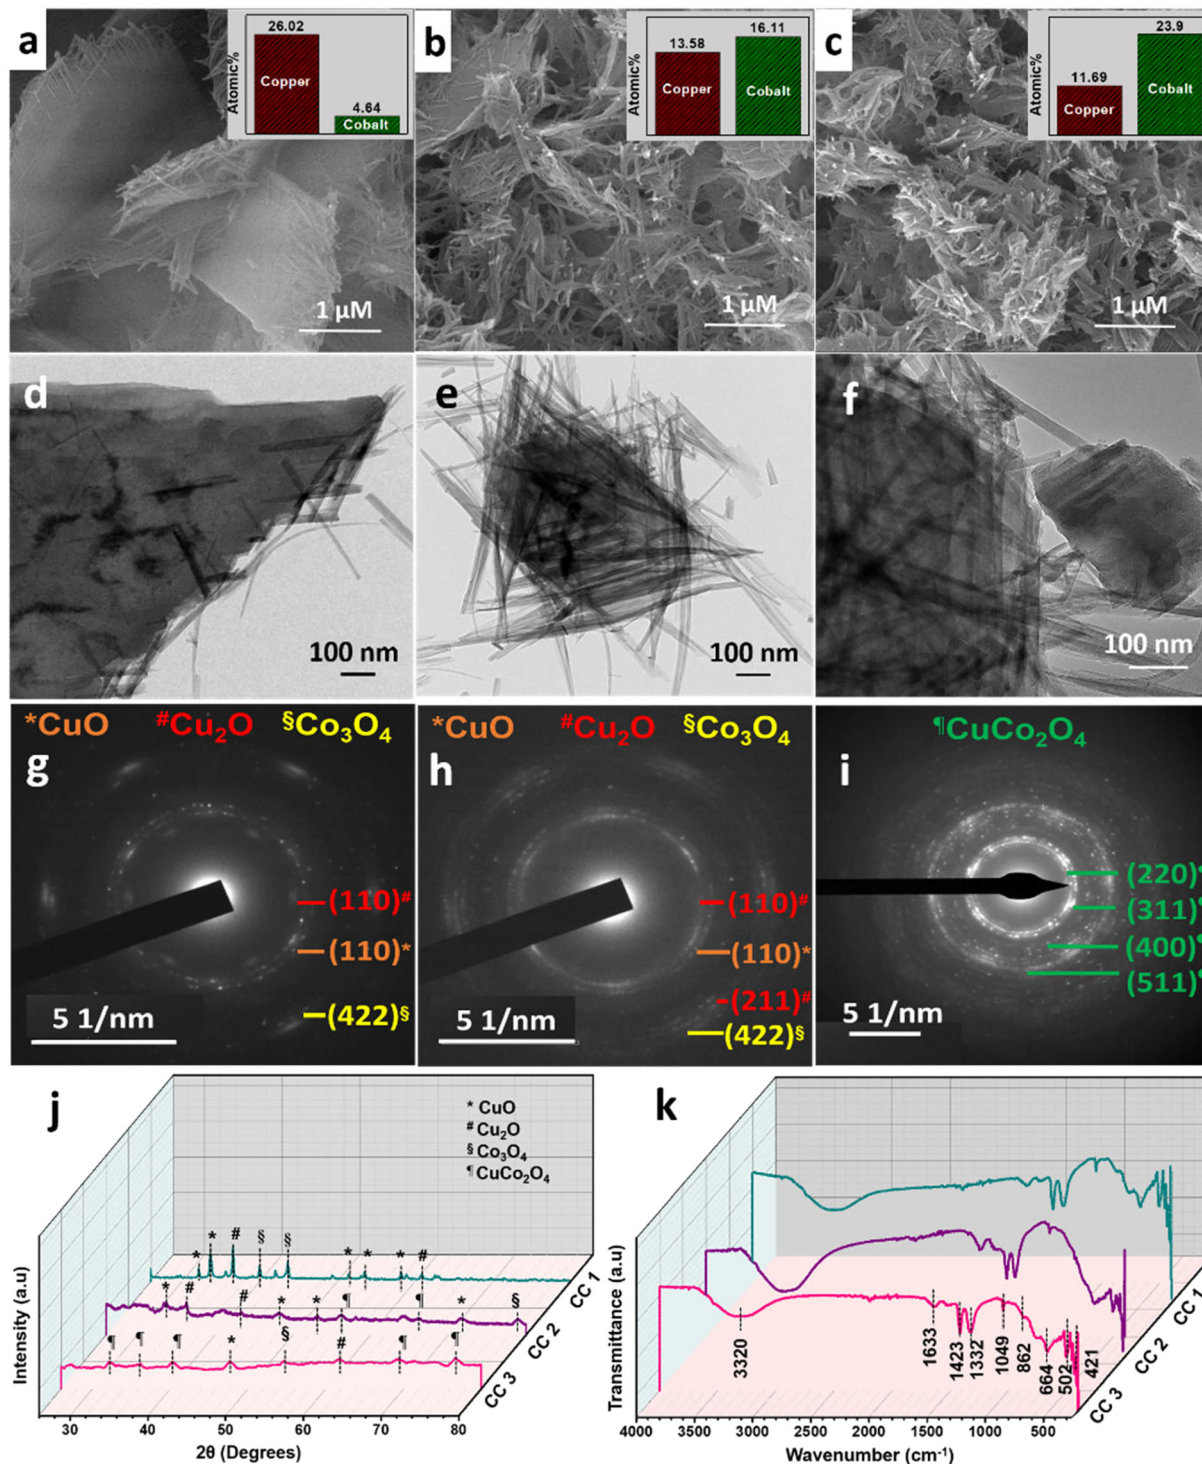 a
26.02
Atomic%
Copper
4.64
Cobalt
1 µM
b
13.58
16.11
Atomic%
Copper
Cobalt
1 µM
c
23.9
11.69
Atomic%
Copper
Cobalt
1 µM
d
100 nm
e
100 nm
f
100 nm
*CuO #Cu₂O §Co₃O₄
g
(110)#
(110)*
(422)§
5 1/nm
*CuO #Cu₂O §Co₃O₄
h
(110)#
(110)*
(211)#
(422)§
5 1/nm
¶CuCo₂O₄
i
(220)¶
(311)¶
(400)¶
(511)¶
5 1/nm
j
* CuO
# Cu₂O
§ Co₃O₄
¶ CuCo₂O₄
* * # § § * * * #
* # # * * ¶ ¶ * §
¶ ¶ ¶ * § # ¶ ¶
CC 1
CC 2
CC 3
Intensity (a.u)
30 40 50 60 70 80
2θ (Degrees)
k
CC 1
CC 2
CC 3
Transmittance (a.u)
3320
1633
1423
1332
1049
862
664
502
421
4000 3500 3000 2500 2000 1500 1000 500
Wavenumber (cm⁻¹)